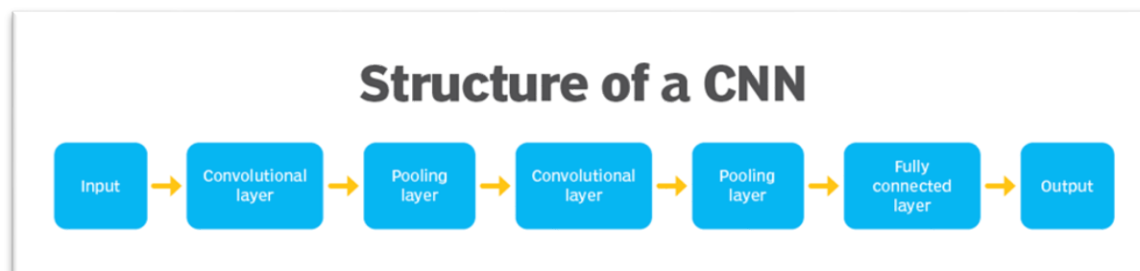 Structure of a CNN
Input
Convolutional
layer
Pooling
layer
Convolutional
layer
Pooling
layer
Fully
connected
layer
Output